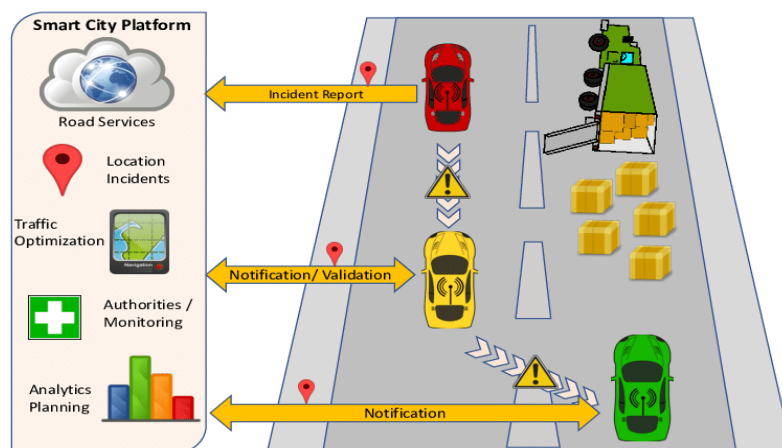 Smart City Platform
Road Services
Location
Incidents
Traffic
Optimization
Navigation
Authorities /
Monitoring
Analytics
Planning
Incident Report
Notification/ Validation
Notification